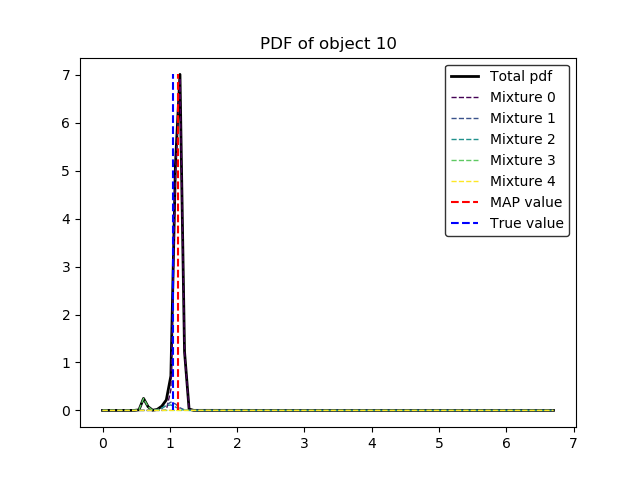 PDF of object 10
7
6
5
4
3
2
1
0
0 1 2 3 4 5 6 7
Total pdf
Mixture 0
Mixture 1
Mixture 2
Mixture 3
Mixture 4
MAP value
True value